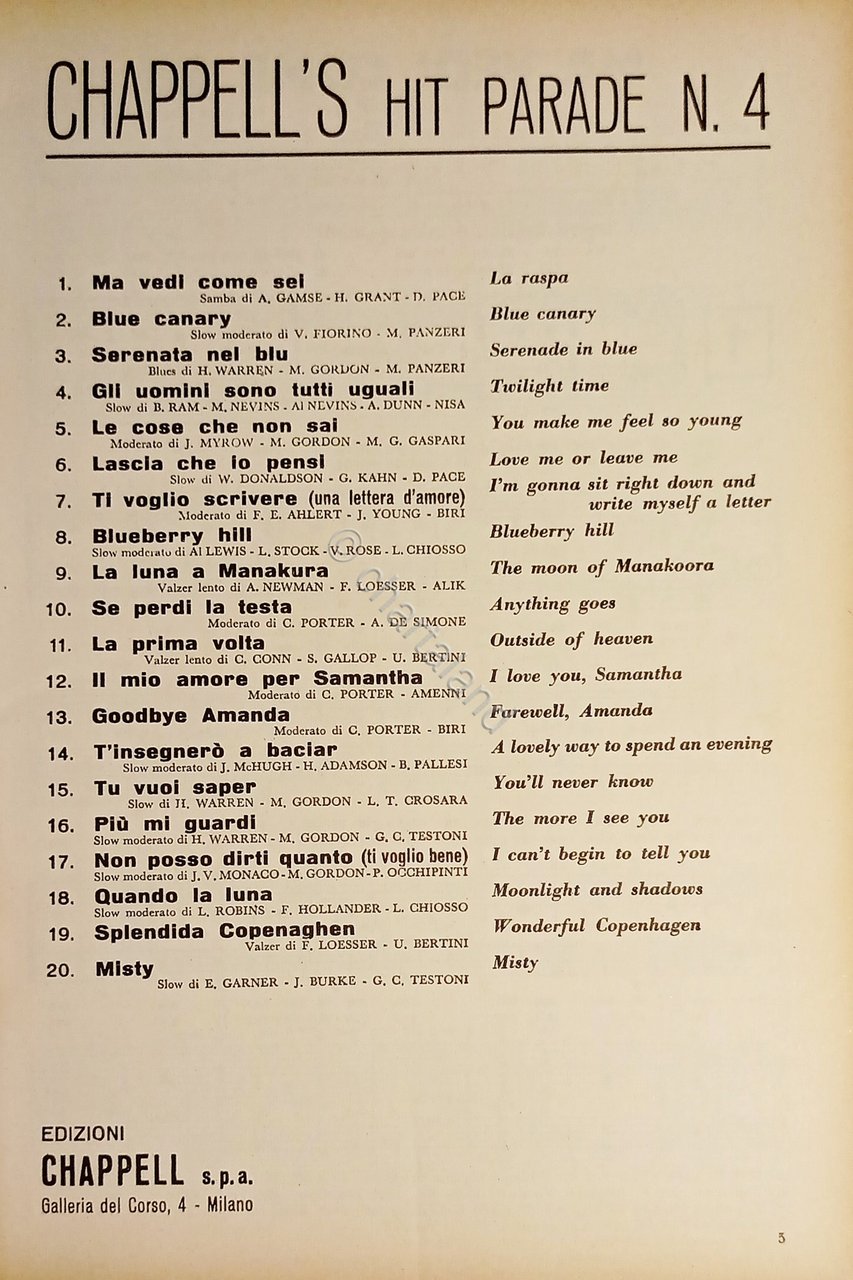 CHAPPELL'S HIT PARADE N. 4
1. Ma vedi come sei La raspa
Samba di A. GAMSE - H. GRANT - D. PACE
2. Blue canary Blue canary
Slow moderato di V. FIORINO - M. PANZERI
3. Serenata nel blu Serenade in blue
Blues di H. WARREN - M. GORDON - M. PANZERI
4. Gli uomini sono tutti uguali Twilight time
Slow di B. RAM - M. NEVINS - Al NEVINS - A. DUNN - NISA
5. Le cose che non sai You make me feel so young
Moderato di J. MYROW - M. GORDON - M. G. GASPARI
6. Lascia che io pensi Love me or leave me
Slow di W. DONALDSON - G. KAHN - D. PACE
7. Ti voglio scrivere (una lettera d'amore) I'm gonna sit right down and
write myself a letter
Moderato di F. E. AHLERT - J. YOUNG - BIRI
8. Blueberry hill Blueberry hill
Slow moderato di Al LEWIS - L. STOCK - V. ROSE - L. CHIOSSO
9. La luna a Manakura The moon of Manakoora
Valzer lento di A. NEWMAN - F. LOESSER - ALIK
10. Se perdi la testa Anything goes
Moderato di C. PORTER - A. DE SIMONE
11. La prima volta Outside of heaven
Valzer lento di C. CONN - S. GALLOP - U. BERTINI
12. Il mio amore per Samantha I love you, Samantha
Moderato di C. PORTER - AMENNI
13. Goodbye Amanda Farewell, Amanda
Moderato di C. PORTER - BIRI
14. T'insegnerò a baciar A lovely way to spend an evening
Slow moderato di J. McHUGH - H. ADAMSON - B. PALLESI
15. Tu vuoi saper You'll never know
Slow di H. WARREN - M. GORDON - L. T. CROSARA
16. Più mi guardi The more I see you
Slow moderato di H. WARREN - M. GORDON - G. C. TESTONI
17. Non posso dirti quanto (ti voglio bene) I can't begin to tell you
Slow moderato di J. V. MONACO - M. GORDON - P. OCCHIPINTI
18. Quando la luna Moonlight and shadows
Slow moderato di L. ROBINS - F. HOLLANDER - L. CHIOSSO
19. Splendida Copenaghen Wonderful Copenhagen
Valzer di F. LOESSER - U. BERTINI
20. Misty Misty
Slow di E. GARNER - J. BURKE - G. C. TESTONI
© chartaland
EDIZIONI
CHAPPELL s.p.a.
Galleria del Corso, 4 - Milano
3